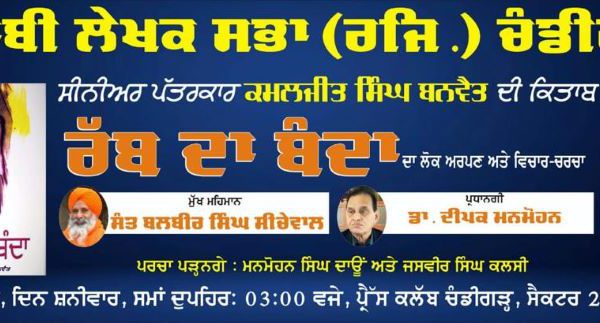 ਬੀ ਲੇਖਕ ਸਭਾ (ਰਜਿ.) ਚੰਡੀ
ਸੀਨੀਅਰ ਪੱਤਰਕਾਰ ਕਮਲਜੀਤ ਸਿੰਘ ਬਨਵੈਤ ਦੀ ਕਿਤਾਬ
ਰੱਬ ਦਾ ਬੰਦਾ ਦਾ ਲੋਕ ਅਰਪਣ ਅਤੇ ਵਿਚਾਰ-ਚਰਚਾ
ਮੁੱਖ ਮਹਿਮਾਨ
ਸੰਤ ਬਲਬੀਰ ਸਿੰਘ ਸੀਚੇਵਾਲ
ਪ੍ਰਧਾਨਗੀ
ਡਾ. ਦੀਪਕ ਮਨਮੋਹਨ
ਬੰਦਾ
ਪਰਚਾ ਪੜ੍ਹਨਗੇ : ਮਨਮੋਹਨ ਸਿੰਘ ਦਾਊਂ ਅਤੇ ਜਸਵੀਰ ਸਿੰਘ ਕਲਸੀ
, ਦਿਨ ਸ਼ਨੀਵਾਰ, ਸਮਾਂ ਦੁਪਹਿਰ: 03:00 ਵਜੇ, ਪ੍ਰੈੱਸ ਕਲੱਬ ਚੰਡੀਗੜ੍ਹ, ਸੈਕਟਰ 2